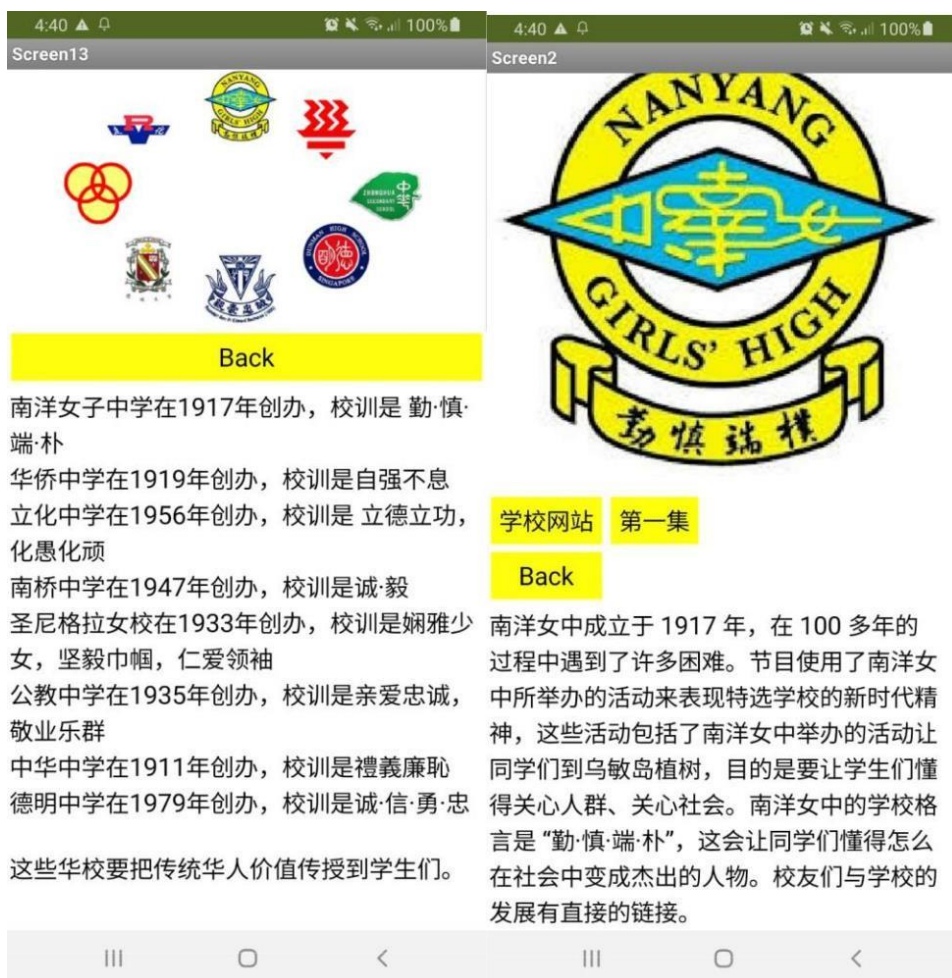 4:40
100%
Screen13
NANYANG
GIRLS' HIGH
ZHONGHUA
SECONDARY
SCHOOL
DUNMAN HIGH SCHOOL
SINGAPORE
Back
南洋女子中学在1917年创办，校训是 勤·慎·
端·朴
华侨中学在1919年创办，校训是自强不息
立化中学在1956年创办，校训是 立德立功，
化愚化顽
南桥中学在1947年创办，校训是诚·毅
圣尼格拉女校在1933年创办，校训是娴雅少
女，坚毅巾帼，仁爱领袖
公教中学在1935年创办，校训是亲爱忠诚，
敬业乐群
中华中学在1911年创办，校训是禮義廉恥
德明中学在1979年创办，校训是诚·信·勇·忠
这些华校要把传统华人价值传授到学生们。
4:40
100%
Screen2
NANYANG
GIRLS' HIGH
勤慎端樸
学校网站
第一集
Back
南洋女中成立于 1917 年，在 100 多年的
过程中遇到了许多困难。节目使用了南洋女
中所举办的活动来表现特选学校的新时代精
神，这些活动包括了南洋女中举办的活动让
同学们到乌敏岛植树，目的是要让学生们懂
得关心人群、关心社会。南洋女中的学校格
言是 “勤·慎·端·朴”，这会让同学们懂得怎么
在社会中变成杰出的人物。校友们与学校的
发展有直接的链接。